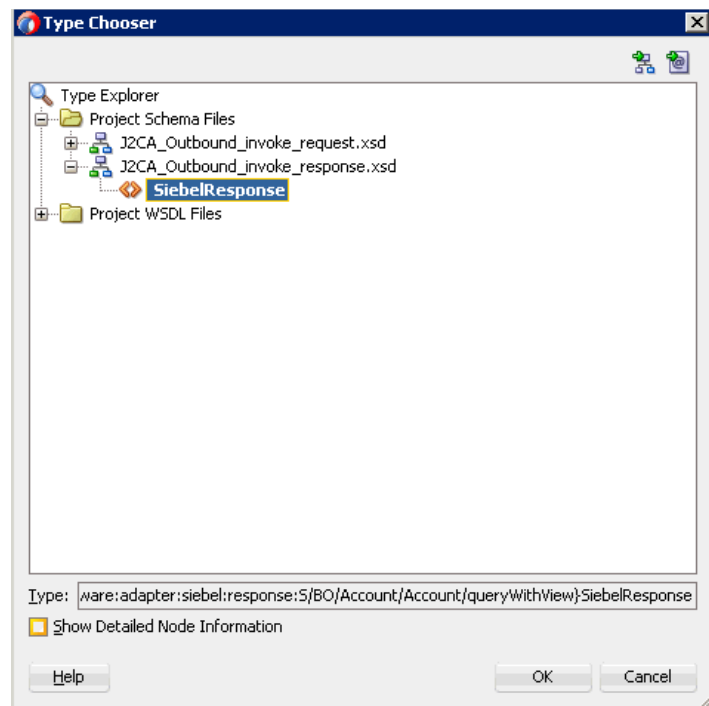 Type Chooser
Type Explorer
Project Schema Files
J2CA_Outbound_invoke_request.xsd
J2CA_Outbound_invoke_response.xsd
SiebelResponse
Project WSDL Files
Type: ware:adapter:siebel:response:S/BO/Account/Account/queryWithView}SiebelResponse
Show Detailed Node Information
Help OK Cancel